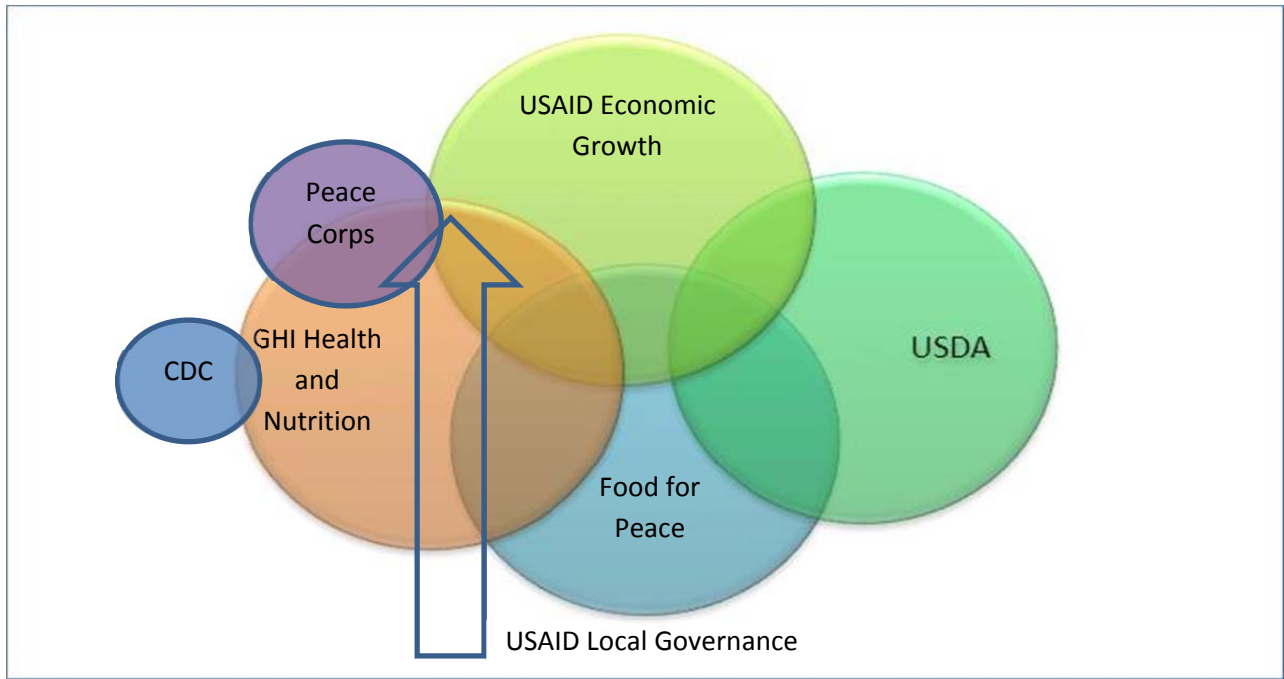 USAID Economic
Growth
Peace
Corps
USDA
GHI Health
and
Nutrition
CDC
Food for
Peace
USAID Local Governance